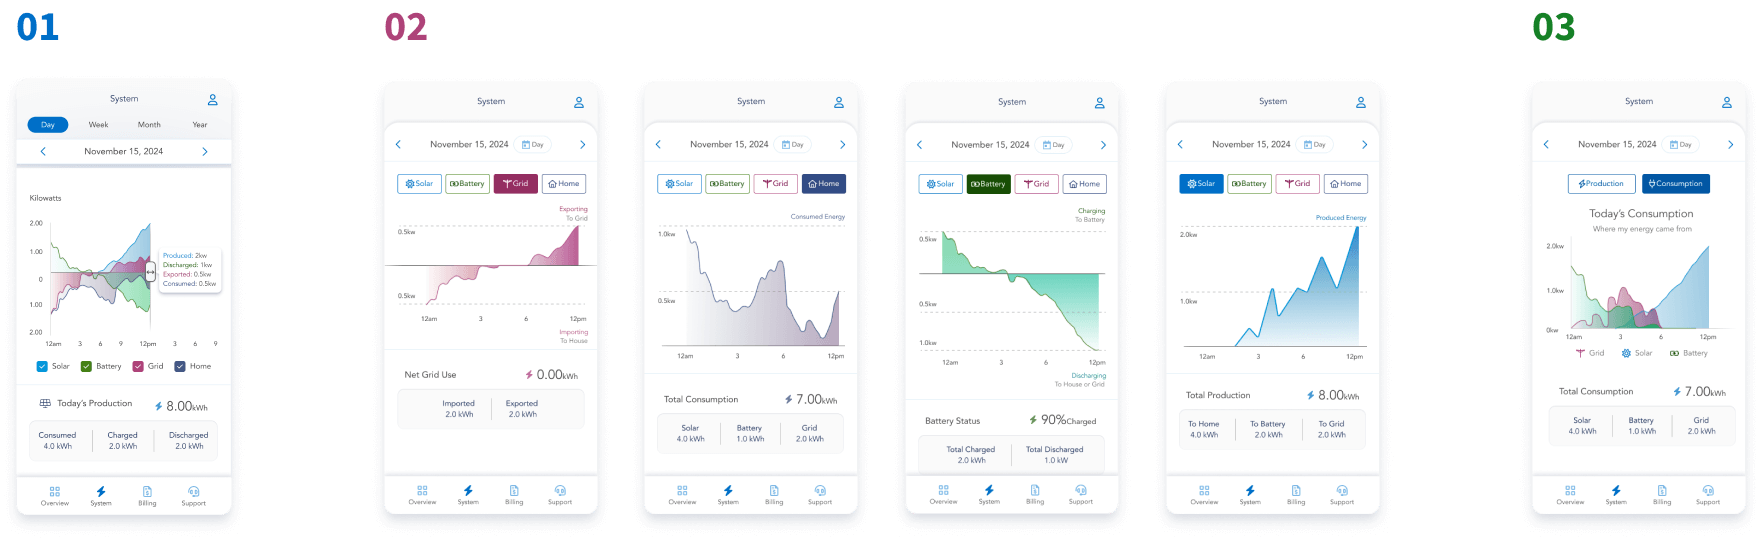 01
System
Day Week Month Year
November 15, 2024
Kilowatts
2.00
1.00
0
1.00
2.00
Produced: 2kw
Discharged: 1kw
Exported: 0.5kw
Consumed: 0.5kw
12am 3 6 9 12pm 3 6 9
Solar Battery Grid Home
Today's Production 8.00kWh
Consumed Charged Discharged
4.0 kWh 2.0 kWh 2.0 kWh
Overview System Billing Support
02
System
November 15, 2024 Day
Solar Battery Grid Home
Exporting
To Grid
0.5kw
0.5kw
12am 3 6 12pm
Importing
To House
Net Grid Use 0.00kWh
Imported Exported
2.0 kWh 2.0 kWh
Overview System Billing Support
System
November 15, 2024 Day
Solar Battery Grid Home
Consumed Energy
1.0kw
0.5kw
12am 3 6 12pm
Total Consumption 7.00kWh
Solar Battery Grid
4.0 kWh 1.0 kWh 2.0 kWh
Overview System Billing Support
System
November 15, 2024 Day
Solar Battery Grid Home
Charging
To Battery
0.5kw
0.5kw
1.0kw
12am 3 6 12pm
Discharging
To House or Grid
Battery Status 90%Charged
Total Charged Total Discharged
2.0 kWh 1.0 kW
Overview System Billing Support
System
November 15, 2024 Day
Solar Battery Grid Home
Produced Energy
2.0kw
1.0kw
12am 3 6 12pm
Total Production 8.00kWh
To Home To Battery To Grid
4.0 kWh 2.0 kWh 2.0 kWh
Overview System Billing Support
03
System
November 15, 2024 Day
Production Consumption
Today's Consumption
Where my energy came from
2.0kw
1.0kw
0kw
12am 3 6 12pm
Grid Solar Battery
Total Consumption 7.00kWh
Solar Battery Grid
4.0 kWh 1.0 kWh 2.0 kWh
Overview System Billing Support